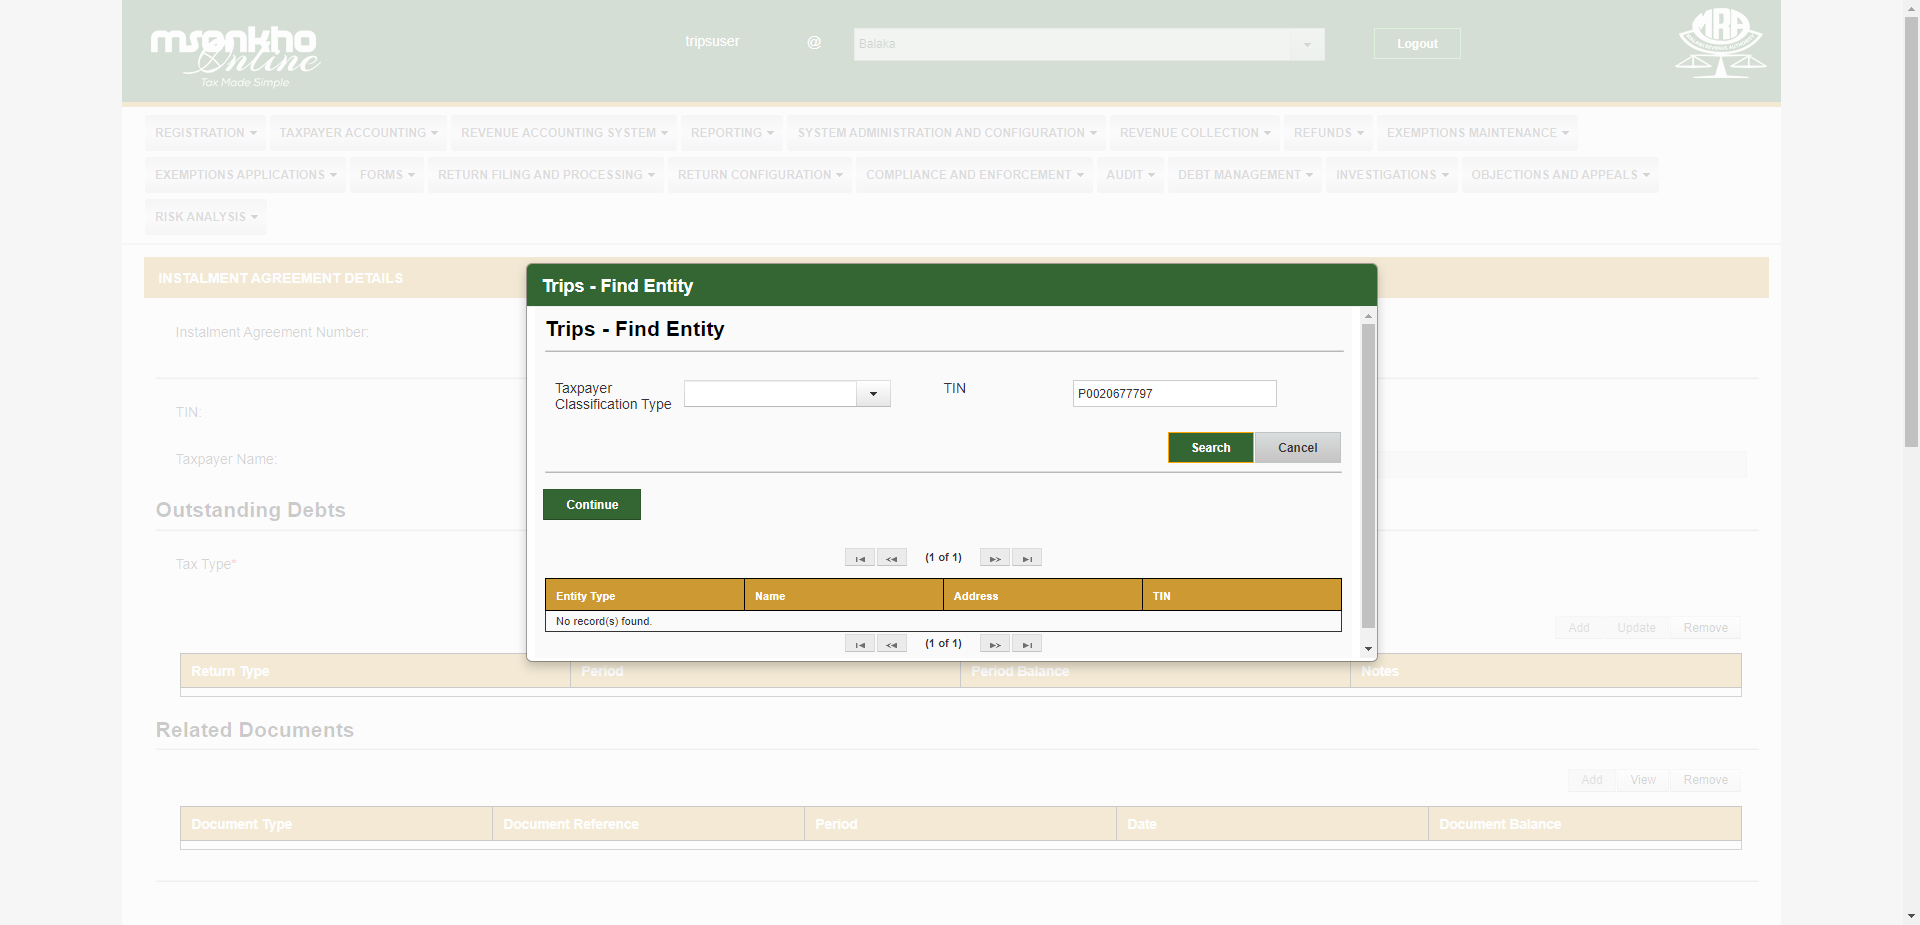 msonkho
Online
Tax Made Simple
tripsuser @ Balaka Logout
MRA
MALAWI REVENUE AUTHORITY
REGISTRATION TAXPAYER ACCOUNTING REVENUE ACCOUNTING SYSTEM REPORTING SYSTEM ADMINISTRATION AND CONFIGURATION REVENUE COLLECTION REFUNDS EXEMPTIONS MAINTENANCE
EXEMPTIONS APPLICATIONS FORMS RETURN FILING AND PROCESSING RETURN CONFIGURATION COMPLIANCE AND ENFORCEMENT AUDIT DEBT MANAGEMENT INVESTIGATIONS OBJECTIONS AND APPEALS
RISK ANALYSIS
INSTALMENT AGREEMENT DETAILS
Instalment Agreement Number:
TIN:
Taxpayer Name:
Outstanding Debts
Tax Type*
Trips - Find Entity
Trips - Find Entity
Taxpayer
Classification Type
TIN P0020677797
Search Cancel
Continue
(1 of 1)
Entity Type Name Address TIN
No record(s) found.
(1 of 1)
Add Update Remove
Return Type Period Period Balance Notes
Related Documents
Add View Remove
Document Type Document Reference Period Date Document Balance